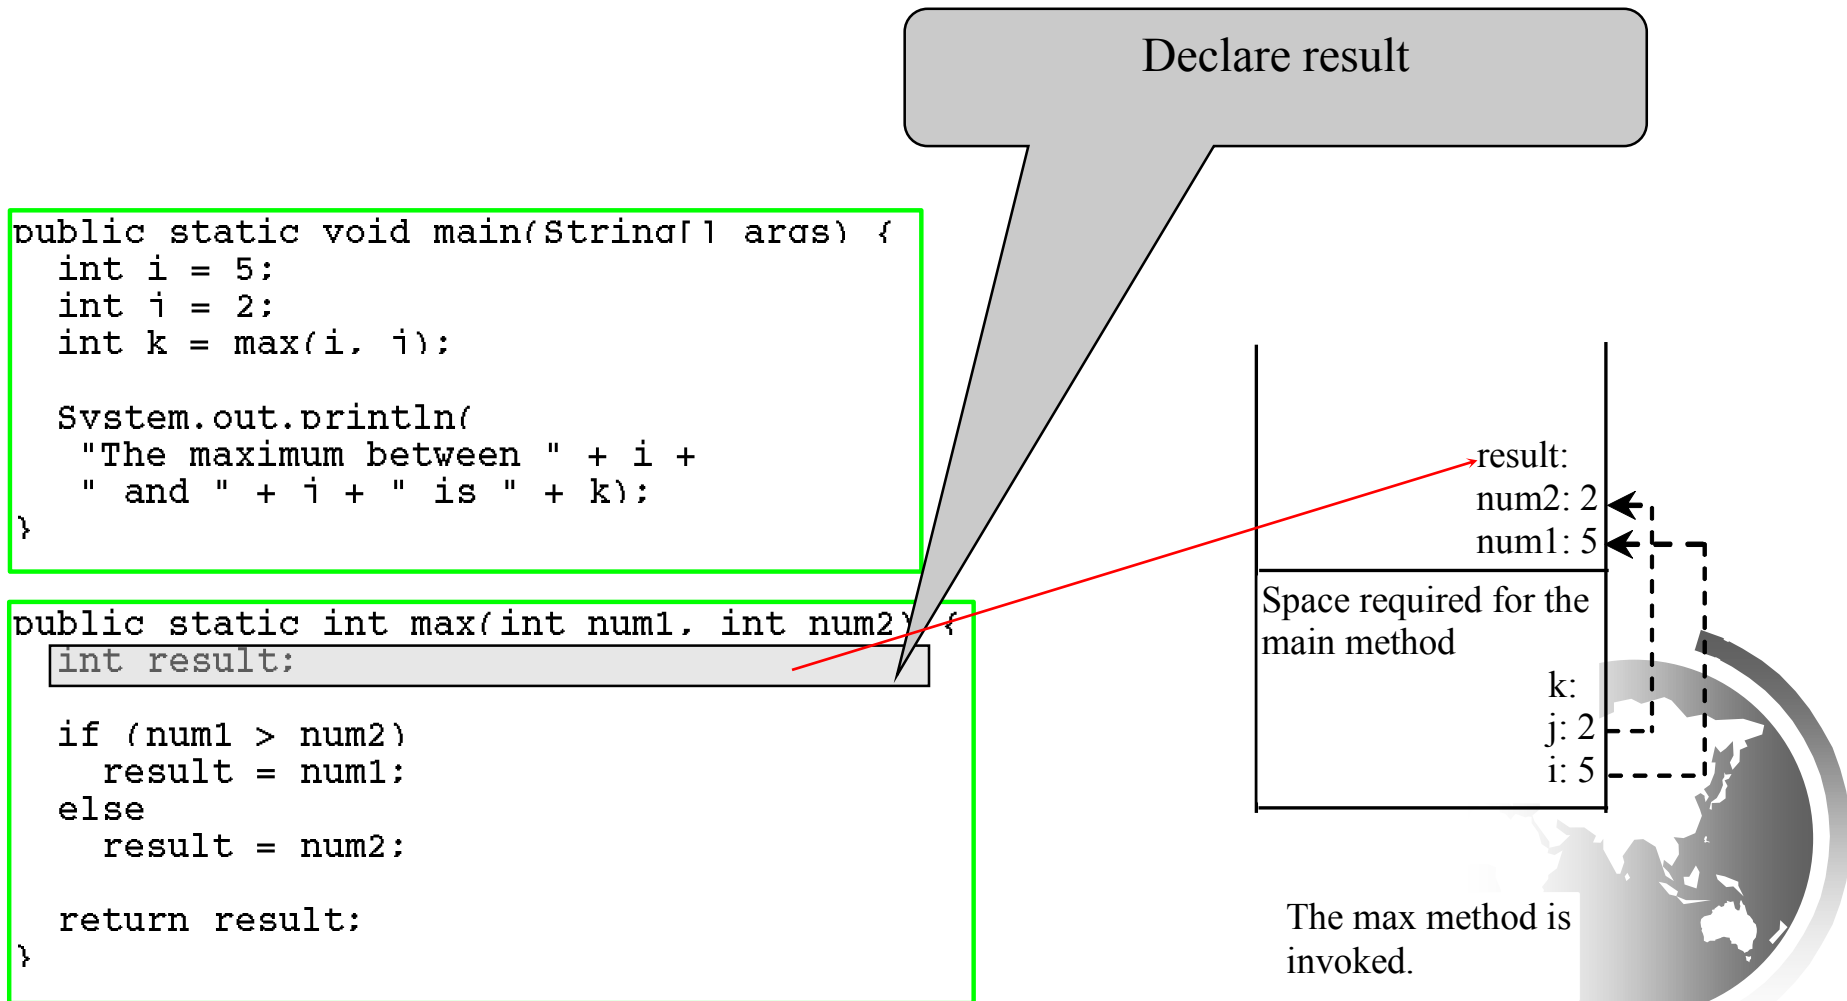 Declare result
public static void main(String[] args) {
int i = 5;
int j = 2;
int k = max(i, j);
System.out.println(
"The maximum between " + i +
" and " + j + " is " + k);
}
public static int max(int num1, int num2) {
int result;
if (num1 > num2)
result = num1;
else
result = num2;
return result;
}
result:
num2: 2
num1: 5
Space required for the
main method
k:
j: 2
i: 5
The max method is
invoked.